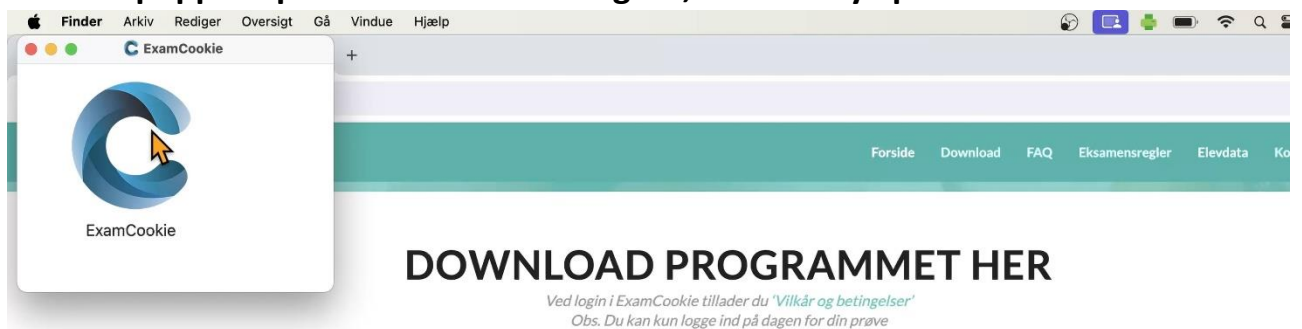 Finder Arkiv Rediger Oversigt Gå Vindue Hjælp
ExamCookie
+
Forside Download FAQ Eksamensregler Elevdata
ExamCookie
DOWNLOAD PROGRAMMET HER
Ved login i ExamCookie tillader du 'Vilkår og betingelser'
Obs. Du kan kun logge ind på dagen for din prøve